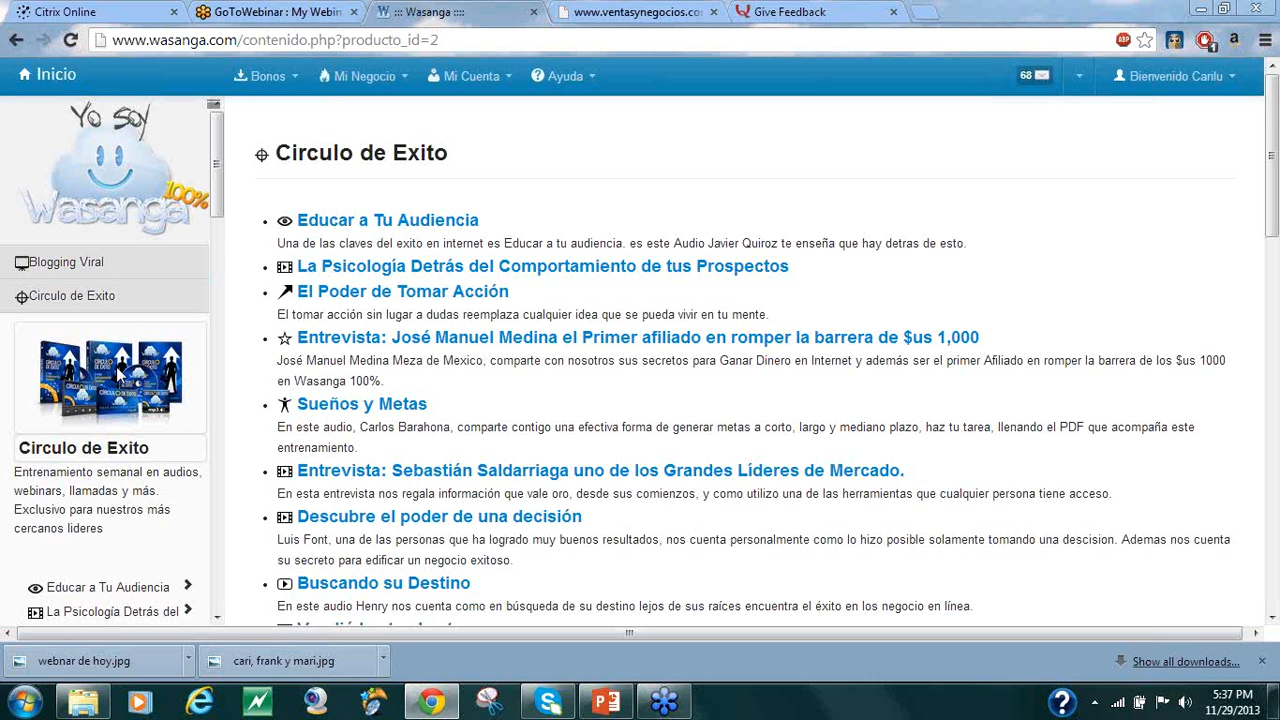 Citrix Online
GoToWebinar : My Webin
::: Wasanga ::::
www.ventasynegocios.co
Give Feedback
www.wasanga.com/contenido.php?producto_id=2
ABP
1
a
Inicio
Bonos
Mi Negocio
Mi Cuenta
Ayuda
68
Bienvenido Carilu
Yo Soy
Wasanga
100%
Blogging Viral
Circulo de Exito
Circulo de Exito
Entrenamiento semanal en audios,
webinars, llamadas y más.
Exclusivo para nuestros más
cercanos lideres
Educar a Tu Audiencia
La Psicología Detrás del
Circulo de Exito
Educar a Tu Audiencia
Una de las claves del exito en internet es Educar a tu audiencia. es este Audio Javier Quiroz te enseña que hay detras de esto.
La Psicología Detrás del Comportamiento de tus Prospectos
El Poder de Tomar Acción
El tomar acción sin lugar a dudas reemplaza cualquier idea que se pueda vivir en tu mente.
Entrevista: José Manuel Medina el Primer afiliado en romper la barrera de $us 1,000
José Manuel Medina Meza de Mexico, comparte con nosotros sus secretos para Ganar Dinero en Internet y además ser el primer Afiliado en romper la barrera de los $us 1000
en Wasanga 100%.
Sueños y Metas
En este audio, Carlos Barahona, comparte contigo una efectiva forma de generar metas a corto, largo y mediano plazo, haz tu tarea, llenando el PDF que acompaña este
entrenamiento.
Entrevista: Sebastián Saldarriaga uno de los Grandes Líderes de Mercado.
En esta entrevista nos regala información que vale oro, desde sus comienzos, y como utilizo una de las herramientas que cualquier persona tiene acceso.
Descubre el poder de una decisión
Luis Font, una de las personas que ha logrado muy buenos resultados, nos cuenta personalmente como lo hizo posible solamente tomando una descision. Ademas nos cuenta
su secreto para edificar un negocio exitoso.
Buscando su Destino
En este audio Henry nos cuenta como en búsqueda de su destino lejos de sus raíces encuentra el éxito en los negocio en línea.
webnar de hoy.jpg
cari, frank y mari.jpg
Show all downloads...
5:37 PM
11/29/2013